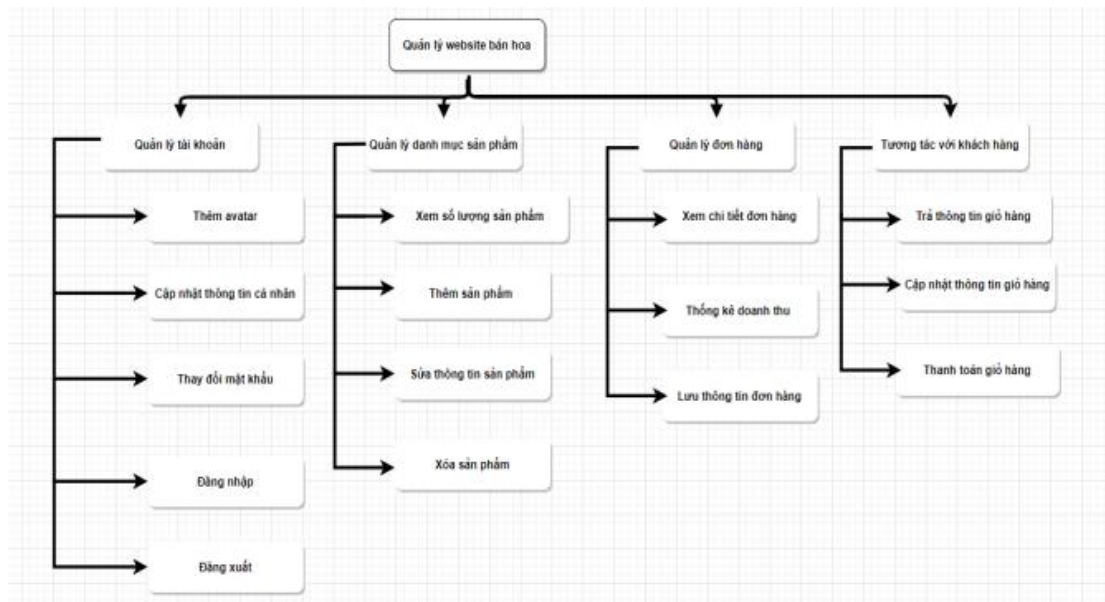 Quản lý website bán hoa
Quản lý tài khoản
Thêm avatar
Cập nhật thông tin cá nhân
Thay đổi mật khẩu
Đăng nhập
Đăng xuất
Quản lý danh mục sản phẩm
Xem số lượng sản phẩm
Thêm sản phẩm
Sửa thông tin sản phẩm
Xóa sản phẩm
Quản lý đơn hàng
Xem chi tiết đơn hàng
Thống kê doanh thu
Lưu thông tin đơn hàng
Tương tác với khách hàng
Trả thông tin giỏ hàng
Cập nhật thông tin giỏ hàng
Thanh toán giỏ hàng